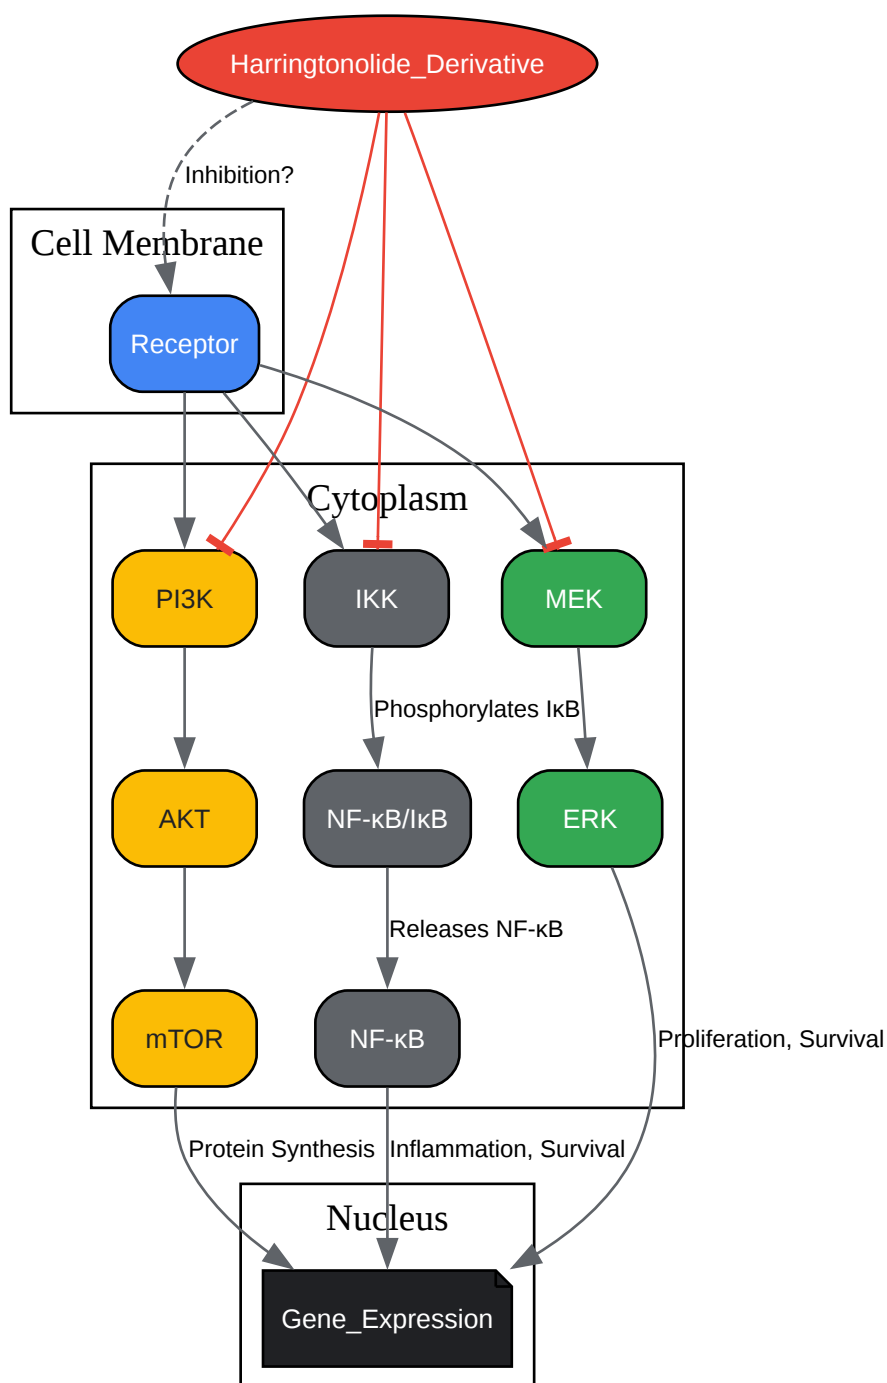 Harringtonolide_Derivative
Inhibition?
Cell Membrane
Receptor
Cytoplasm
PI3K
IKK
MEK
Phosphorylates IκB
AKT
NF-κB/IκB
ERK
Releases NF-κB
mTOR
NF-κB
Proliferation, Survival
Protein Synthesis
Inflammation, Survival
Nucleus
Gene_Expression